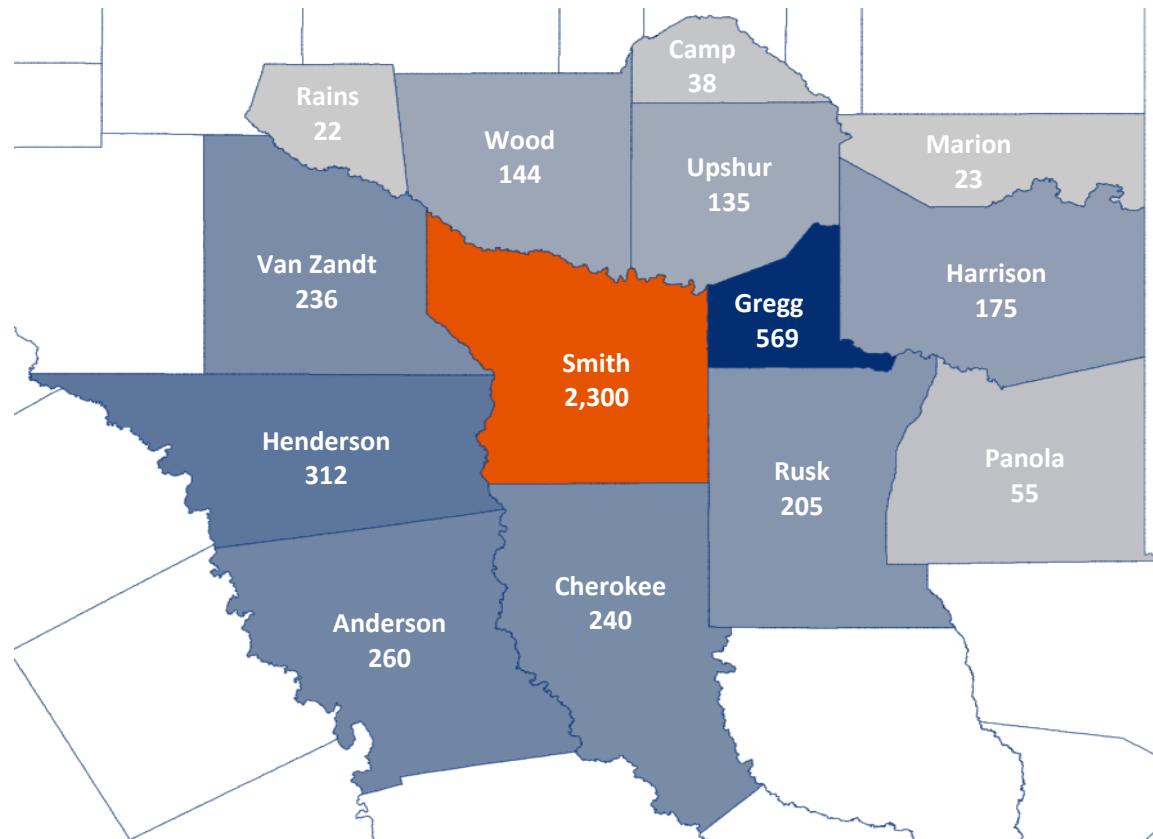 Camp
38
Rains
22
Wood
144
Upshur
135
Marion
23
Van Zandt
236
Harrison
175
Gregg
569
Smith
2,300
Henderson
312
Rusk
205
Panola
55
Cherokee
240
Anderson
260